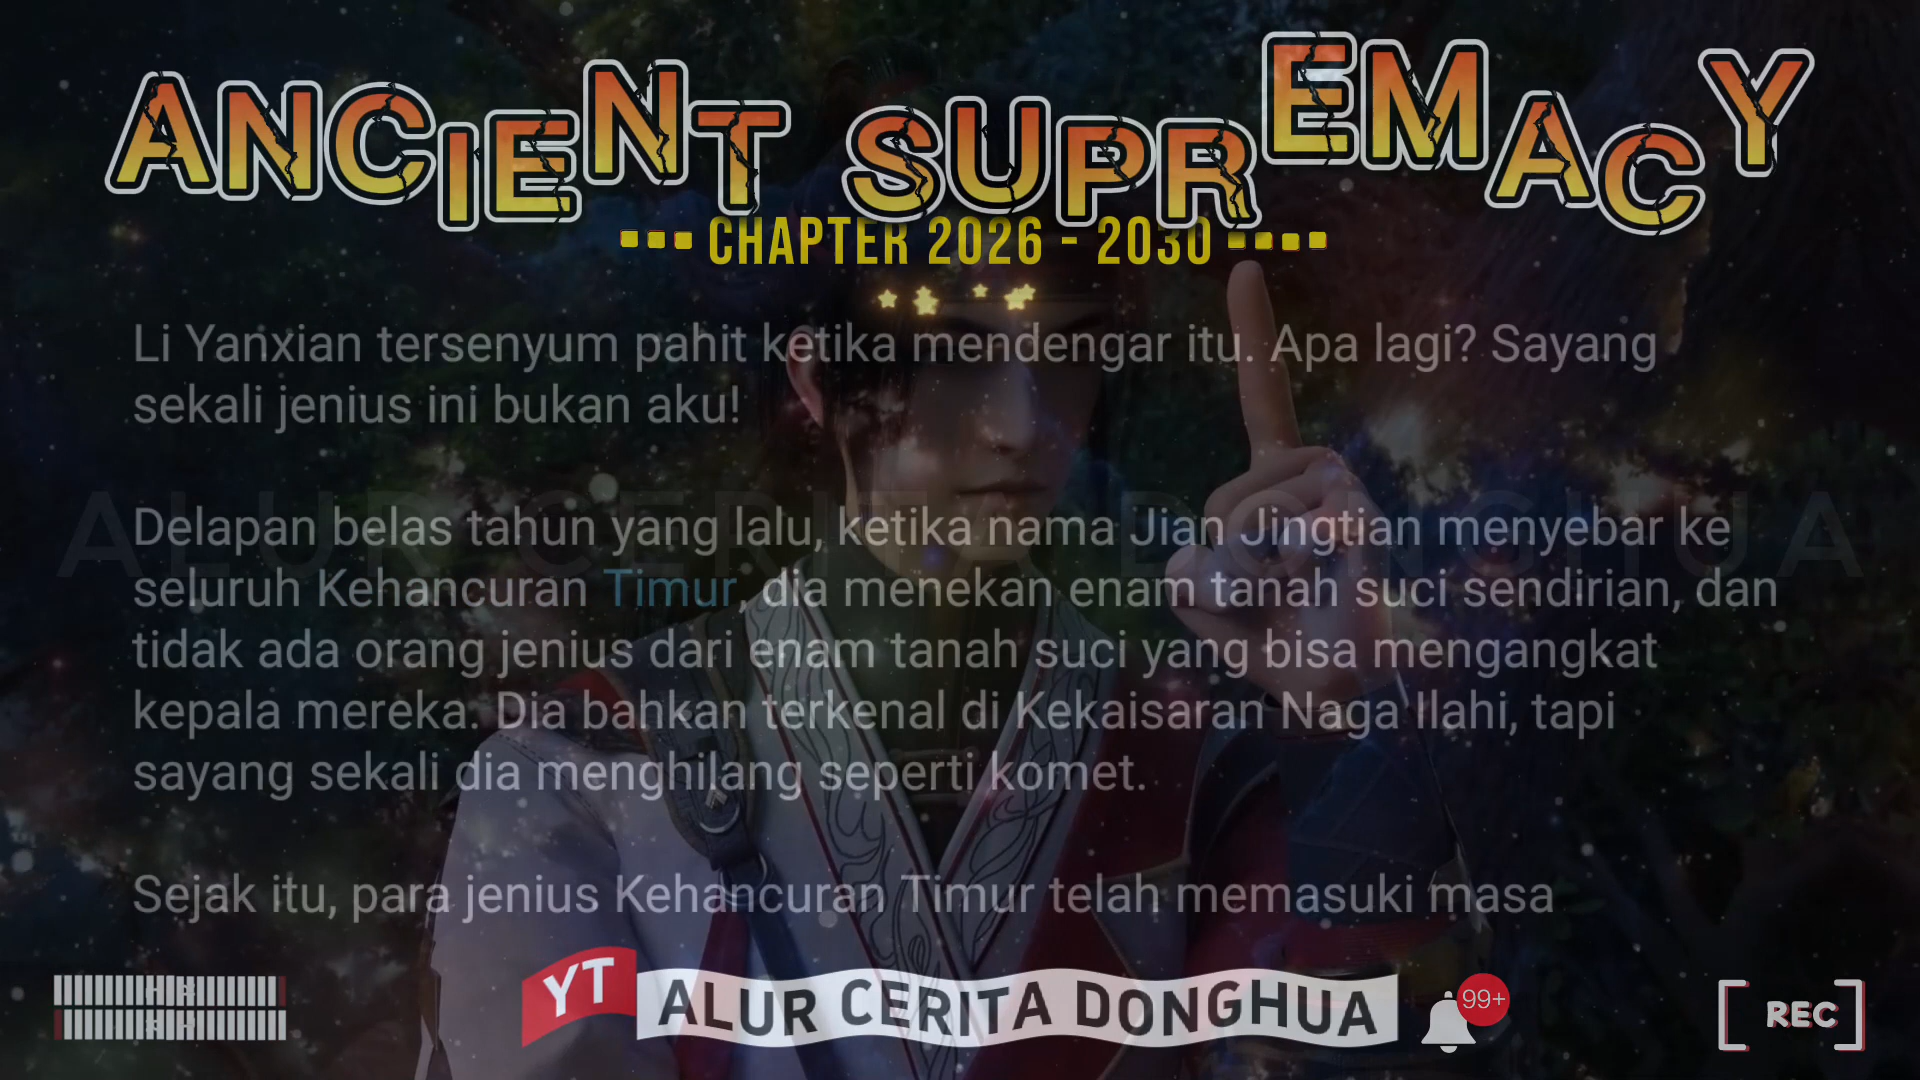 ANCIENT SUPREMACY
CHAPTER 2026 - 2030
Li Yanxian tersenyum pahit ketika mendengar itu. Apa lagi? Sayang
sekali jenius ini bukan aku!
ALUR CERITA DONGHUA
Delapan belas tahun yang lalu, ketika nama Jian Jingtian menyebar ke
seluruh Kehancuran Timur, dia menekan enam tanah suci sendirian, dan
tidak ada orang jenius dari enam tanah suci yang bisa mengangkat
kepala mereka. Dia bahkan terkenal di Kekaisaran Naga Ilahi, tapi
sayang sekali dia menghilang seperti komet.
Sejak itu, para jenius Kehancuran Timur telah memasuki masa
YT ALUR CERITA DONGHUA 99+
REC